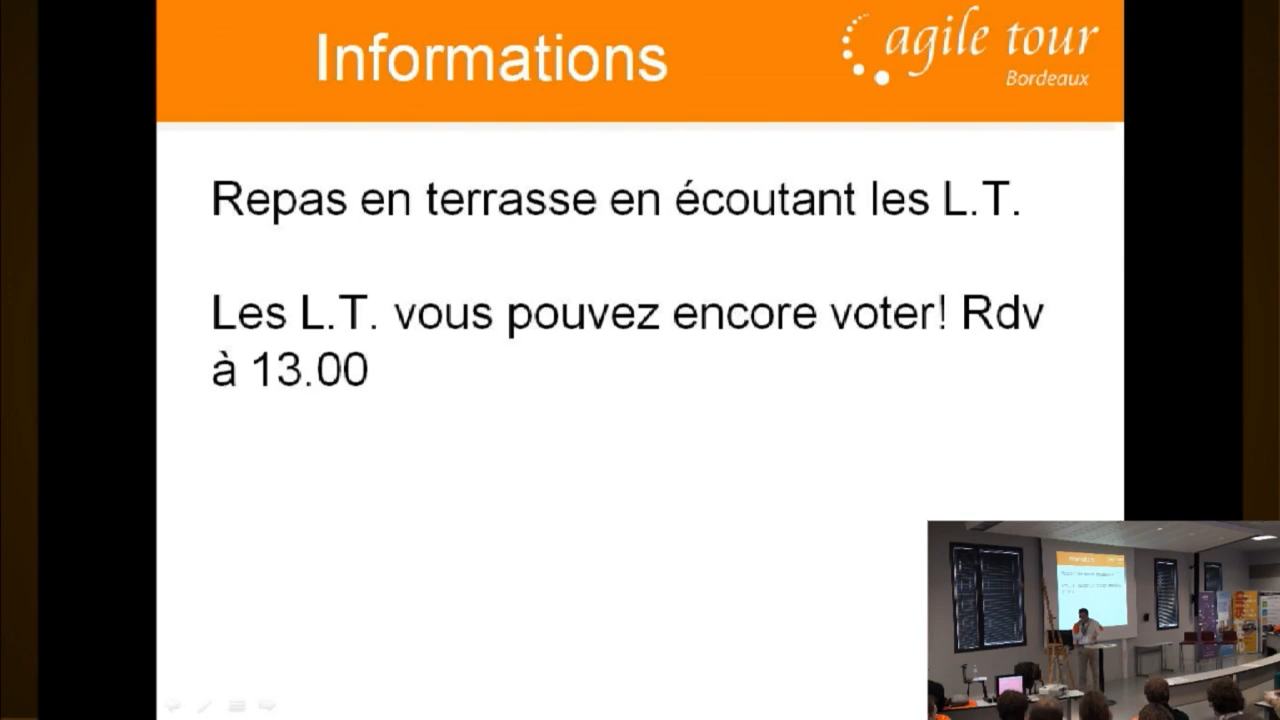 Informations
agile tour
Bordeaux
Repas en terrasse en écoutant les L.T.
Les L.T. vous pouvez encore voter! Rdv
à 13.00